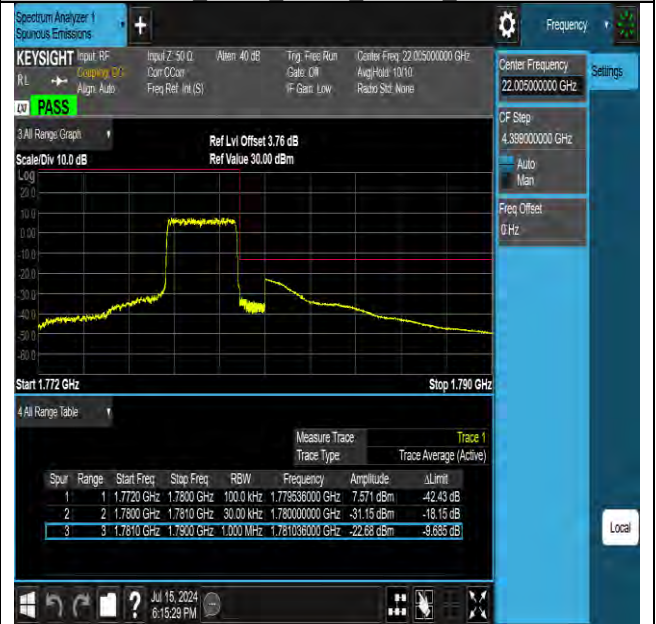 Spectrum Analyzer 1
Spurious Emissions
+
Frequency
KEYSIGHT Input: RF Input Z: 50 Ω Atten: 40 dB Trig: Free Run Center Freq: 22.005000000 GHz
RL Coupling: DC Corr CCorr Gate: Off Avg|Hold: 10/10
Align: Auto Freq Ref: Int (S) IF Gain: Low Radio Std: None
LXI PASS
Center Frequency
22.005000000 GHz
Settings
CF Step
4.399000000 GHz
Auto
Man
Freq Offset
0 Hz
3 All Range Graph
Ref Lvl Offset 3.76 dB
Scale/Div 10.0 dB Ref Value 30.00 dBm
Log
20.0
10.0
0.00
-10.0
-20.0
-30.0
-40.0
-50.0
-60.0
Start 1.772 GHz Stop 1.790 GHz
4 All Range Table
Measure Trace Trace 1
Trace Type Trace Average (Active)
Spur Range Start Freq Stop Freq RBW Frequency Amplitude ΔLimit
1 1 1.7720 GHz 1.7800 GHz 100.0 kHz 1.779536000 GHz 7.571 dBm -42.43 dB
2 2 1.7800 GHz 1.7810 GHz 30.00 kHz 1.780000000 GHz -31.15 dBm -18.15 dB
3 3 1.7810 GHz 1.7900 GHz 1.000 MHz 1.781036000 GHz -22.68 dBm -9.685 dB
Local
? Jul 15, 2024
6:15:29 PM